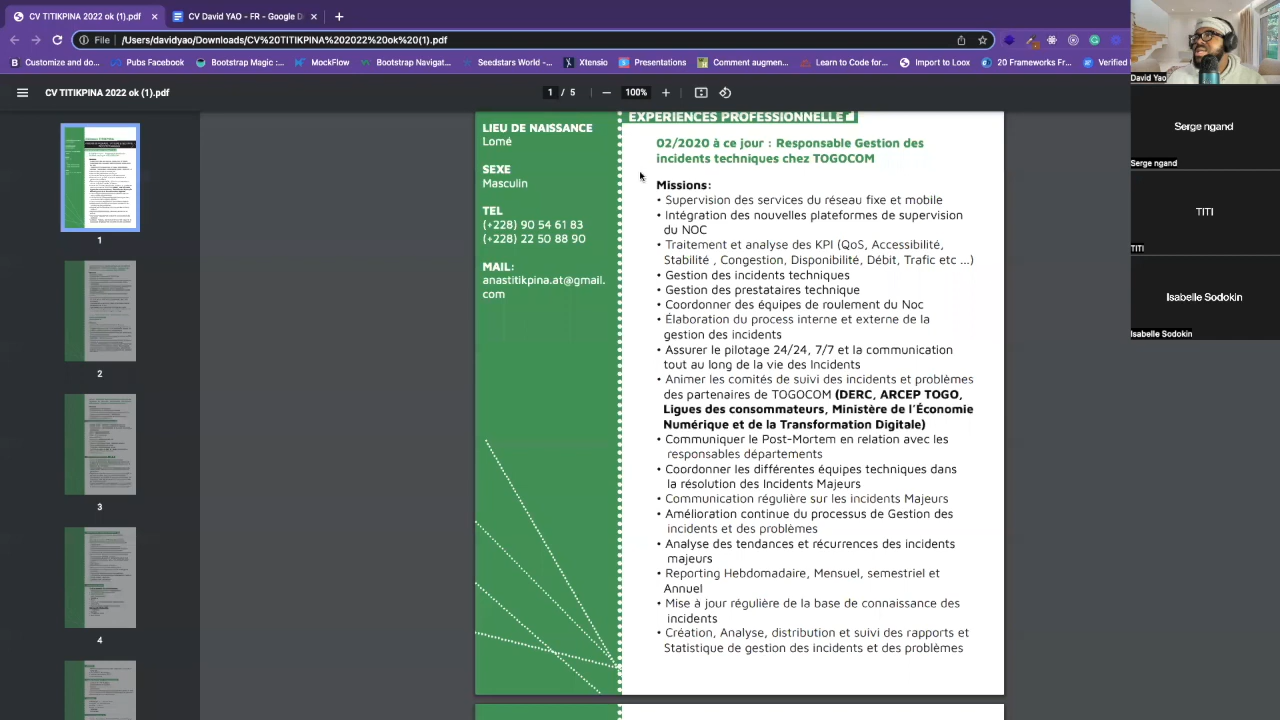 CV TITIKPINA 2022 ok (1).pdf
CV David YAO - FR - Google D
File
/Users/davidyao/Downloads/CV%20TITIKPINA%202022%20ok%20(1).pdf
Customize and do...
Pubs Facebook
Bootstrap Magic :...
MockFlow
Bootstrap Navigat...
Seedstars World -...
Xtensio
Presentations
Comment augmen...
Learn to Code for...
Import to Loox
20 Frameworks Fr...
Verified
CV TITIKPINA 2022 ok (1).pdf
1 / 5
100%
1
2
3
4
LIEU DE NAISSANCE
Lomé
SEXE
Masculin
TEL
(+228) 90 54 61 83
(+228) 22 50 88 90
MAIL:
anastitikpina.at@gmail.
com
EXPERIENCES PROFESSIONNELLE
02/2020 à ce jour : Responsable Gestion des
incidents techniques chez TOGOCOM
Missions:
• Supervision des services du réseau fixe et mobile
• Intégration des nouvelles plateformes de supervision
du NOC
• Traitement et analyse des KPI (QoS, Accessibilité,
Stabilité , Congestion, Disponibilité, Débit, Trafic etc ...)
• Gestion des incidents techniques
• Gestion des prestataires technique
• Coordonner des équipes de roulement du Noc
• Élaboration du process interne et externe de la
gestion des incidents
• Assurer le pilotage 24/24, 7/7 et la communication
tout au long de la vie des Incidents
• Animer les comités de suivi des incidents et problèmes
des partenaires de TOGOCOM (DERC, ARCEP TOGO,
Ligues des consommateurs, Ministère de l'Économie
Numérique et de la Transformation Digitale)
• Communiquer le Post-Mortem en relation avec les
responsables départements
• Coordonner les différentes équipes techniques dans
la résolution des Incidents Majeurs
• Communication régulière sur les incidents Majeurs
• Amélioration continue du processus de Gestion des
incidents et des problèmes
• Analyse des tendances et récurrences des incidents
majeurs
• Reporting Hebdomadaire, Mensuel, semestriel et
Annuel
• Mise à jour régulière de la base de connaissance des
incidents
• Création, Analyse, distribution et suivi des rapports et
Statistique de gestion des incidents et des problèmes
David Yao
Serge ngand
Serge ngand
TITI
TITI
Isabelle Sodokin
Isabelle Sodokin